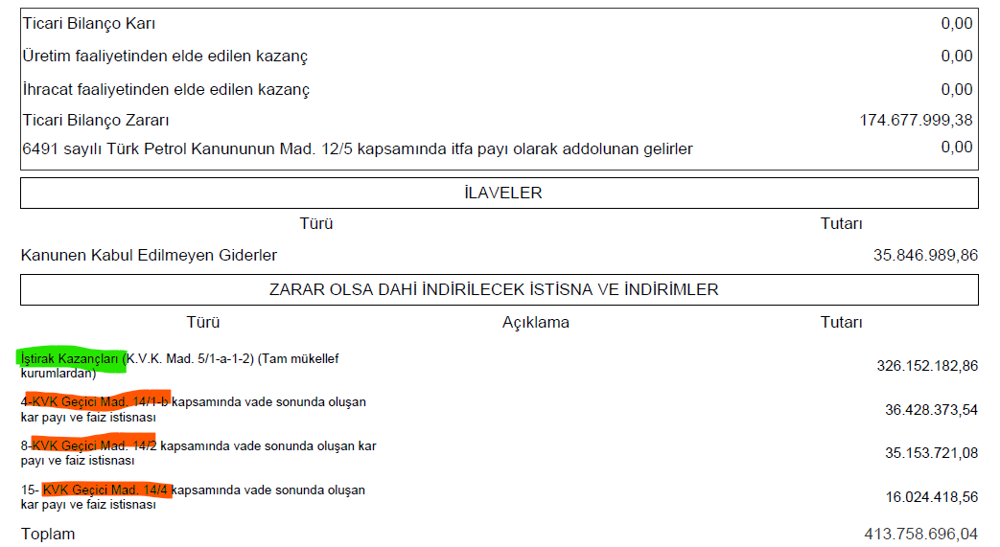 Ticari Bilanço Karı 0,00
Üretim faaliyetinden elde edilen kazanç 0,00
İhracat faaliyetinden elde edilen kazanç 0,00
Ticari Bilanço Zararı 174.677.999,38
6491 sayılı Türk Petrol Kanununun Mad. 12/5 kapsamında itfa payı olarak addolunan gelirler 0,00
İLAVELER
Türü Tutarı
Kanunen Kabul Edilmeyen Giderler 35.846.989,86
ZARAR OLSA DAHİ İNDİRİLECEK İSTİSNA VE İNDİRİMLER
Türü Açıklama Tutarı
İştirak Kazançları (K.V.K. Mad. 5/1-a-1-2) (Tam mükellef
kurumlardan) 326.152.182,86
4-KVK Geçici Mad. 14/1-b kapsamında vade sonunda oluşan
kar payı ve faiz istisnası 36.428.373,54
8-KVK Geçici Mad. 14/2 kapsamında vade sonunda oluşan kar
payı ve faiz istisnası 35.153.721,08
15- KVK Geçici Mad. 14/4 kapsamında vade sonunda oluşan
kar payı ve faiz istisnası 16.024.418,56
Toplam 413.758.696,04